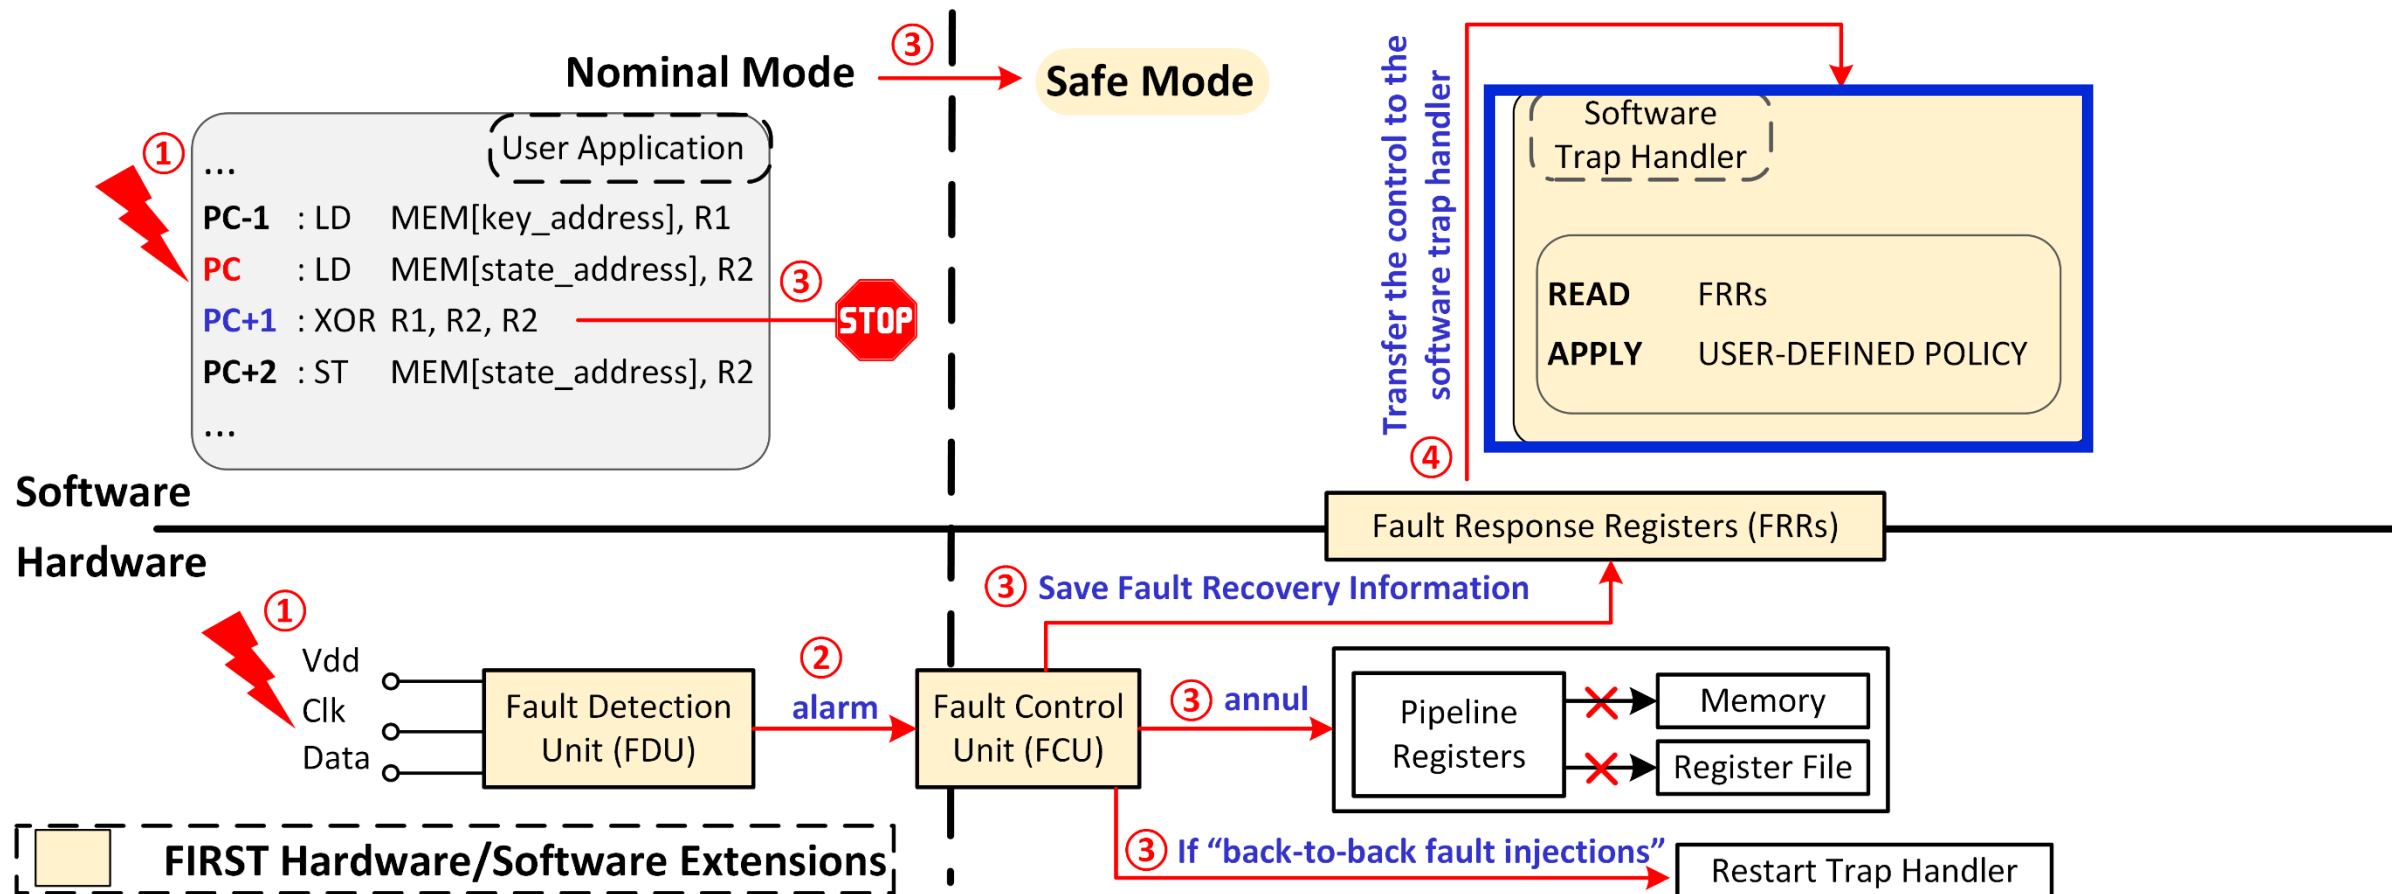 Nominal Mode
③
Safe Mode
①
User Application
...
PC-1 : LD MEM[key_address], R1
PC : LD MEM[state_address], R2
PC+1 : XOR R1, R2, R2
PC+2 : ST MEM[state_address], R2
...
③
STOP
Transfer the control to the
software trap handler
④
Software
Trap Handler
READ FRRs
APPLY USER-DEFINED POLICY
Software
Hardware
Fault Response Registers (FRRs)
③ Save Fault Recovery Information
①
Vdd
Clk
Data
Fault Detection
Unit (FDU)
②
alarm
Fault Control
Unit (FCU)
③ annul
Pipeline
Registers
Memory
Register File
③ If “back-to-back fault injections”
Restart Trap Handler
FIRST Hardware/Software Extensions